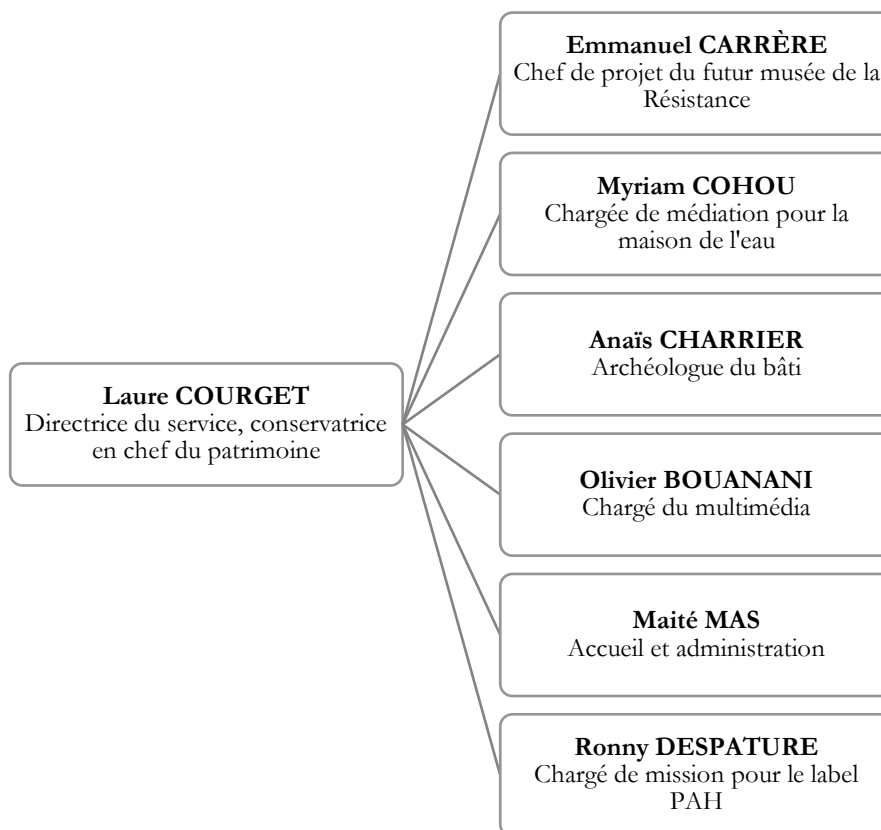 Emmanuel CARRÈRE
Chef de projet du futur musée de la
Résistance
Myriam COHOU
Chargée de médiation pour la
maison de l'eau
Anaïs CHARRIER
Archéologue du bâti
Laure COURGET
Directrice du service, conservatrice
en chef du patrimoine
Olivier BOUANANI
Chargé du multimédia
Maité MAS
Accueil et administration
Ronny DESPATURE
Chargé de mission pour le label
PAH